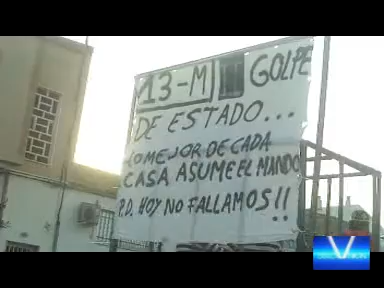 13-M GOLPE
DE ESTADO...
LO MEJOR DE CADA
CASA ASUME EL MANDO
P.D. HOY NO FALLAMOS!!
V